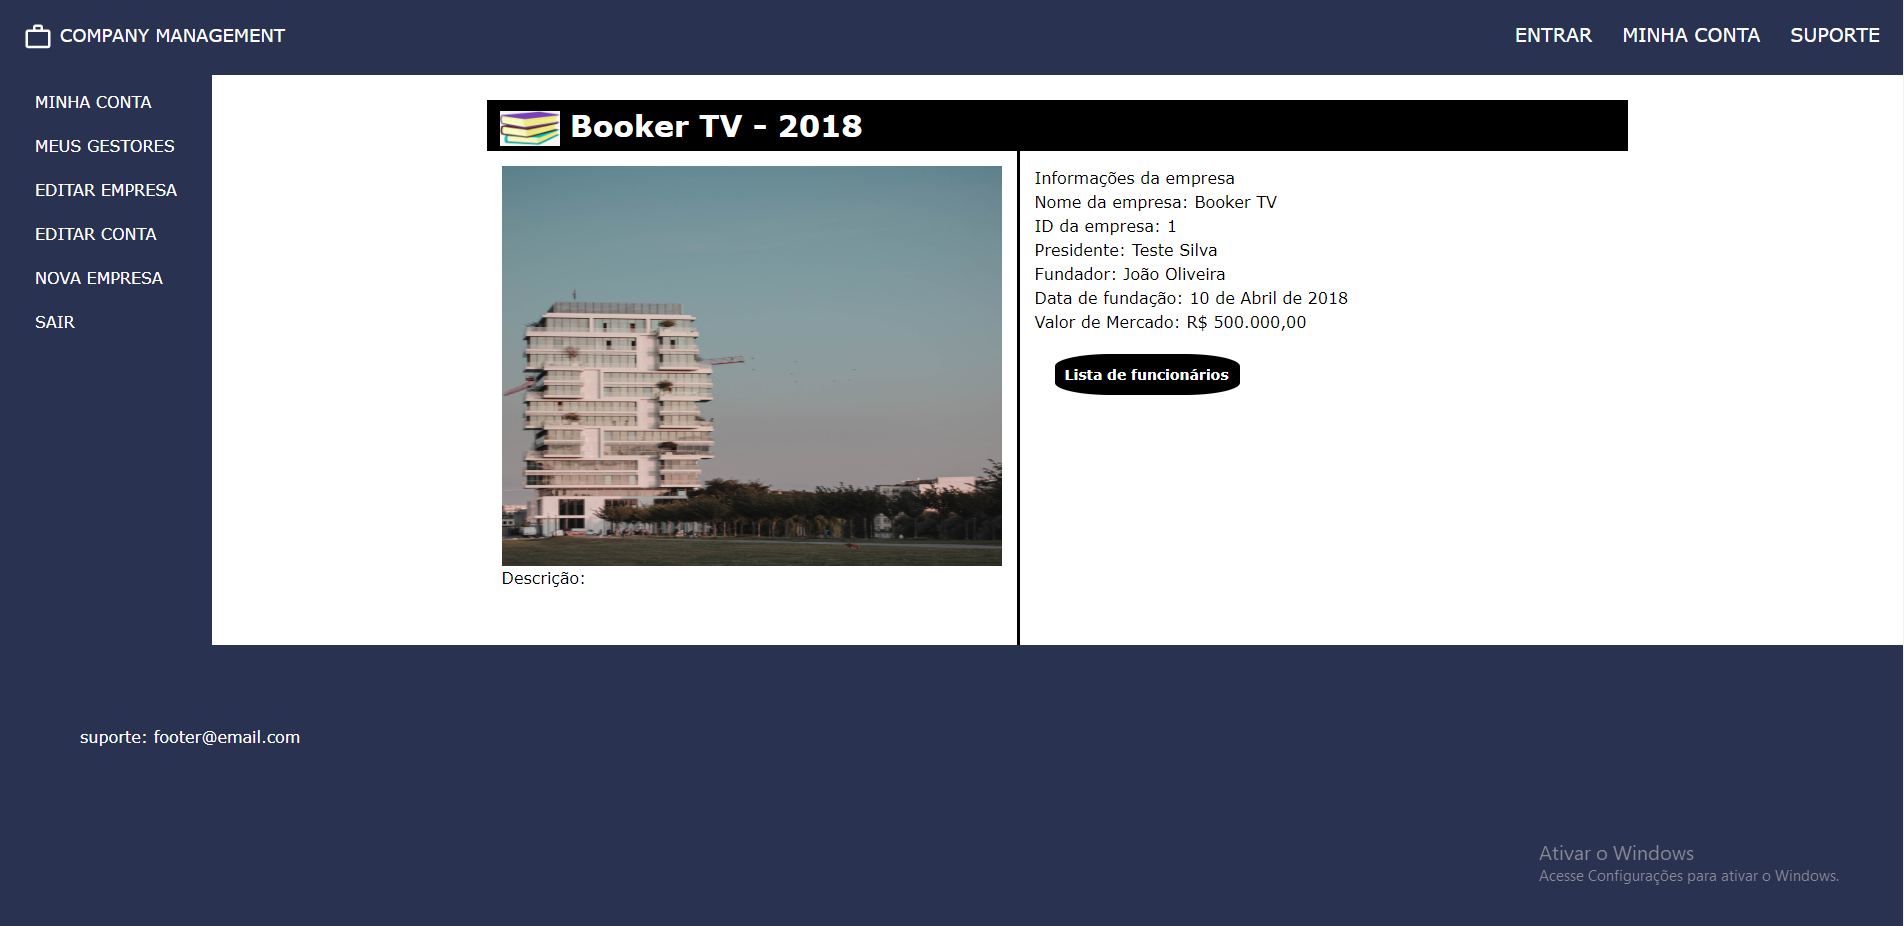 COMPANY MANAGEMENT
ENTRAR MINHA CONTA SUPORTE
MINHA CONTA
MEUS GESTORES
EDITAR EMPRESA
EDITAR CONTA
NOVA EMPRESA
SAIR
Booker TV - 2018
Descrição:
Informações da empresa
Nome da empresa: Booker TV
ID da empresa: 1
Presidente: Teste Silva
Fundador: João Oliveira
Data de fundação: 10 de Abril de 2018
Valor de Mercado: R$ 500.000,00
Lista de funcionários
suporte: footer@email.com
Ativar o Windows
Acesse Configurações para ativar o Windows.